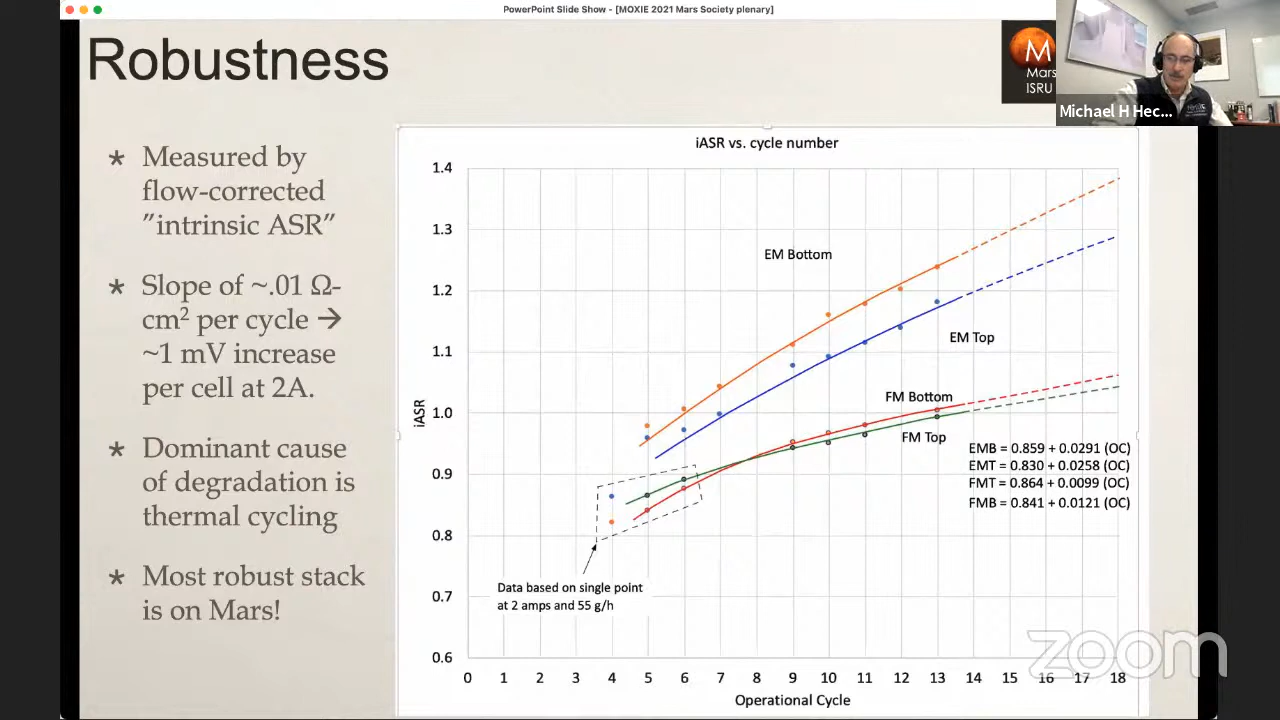 PowerPoint Slide Show - [MOXIE 2021 Mars Society plenary]
Robustness
M
Mars
ISRU
Michael H Hec...
* Measured by
flow-corrected
”intrinsic ASR”
* Slope of ~.01 Ω-
cm² per cycle →
~1 mV increase
per cell at 2A.
* Dominant cause
of degradation is
thermal cycling
* Most robust stack
is on Mars!
iASR vs. cycle number
1.4
1.3
1.2
1.1
1.0
0.9
0.8
0.7
0.6
iASR
EM Bottom
EM Top
FM Bottom
FM Top
EMB = 0.859 + 0.0291 (OC)
EMT = 0.830 + 0.0258 (OC)
FMT = 0.864 + 0.0099 (OC)
FMB = 0.841 + 0.0121 (OC)
Data based on single point
at 2 amps and 55 g/h
0 1 2 3 4 5 6 7 8 9 10 11 12 13 14 15 16 17 18
Operational Cycle
zoom